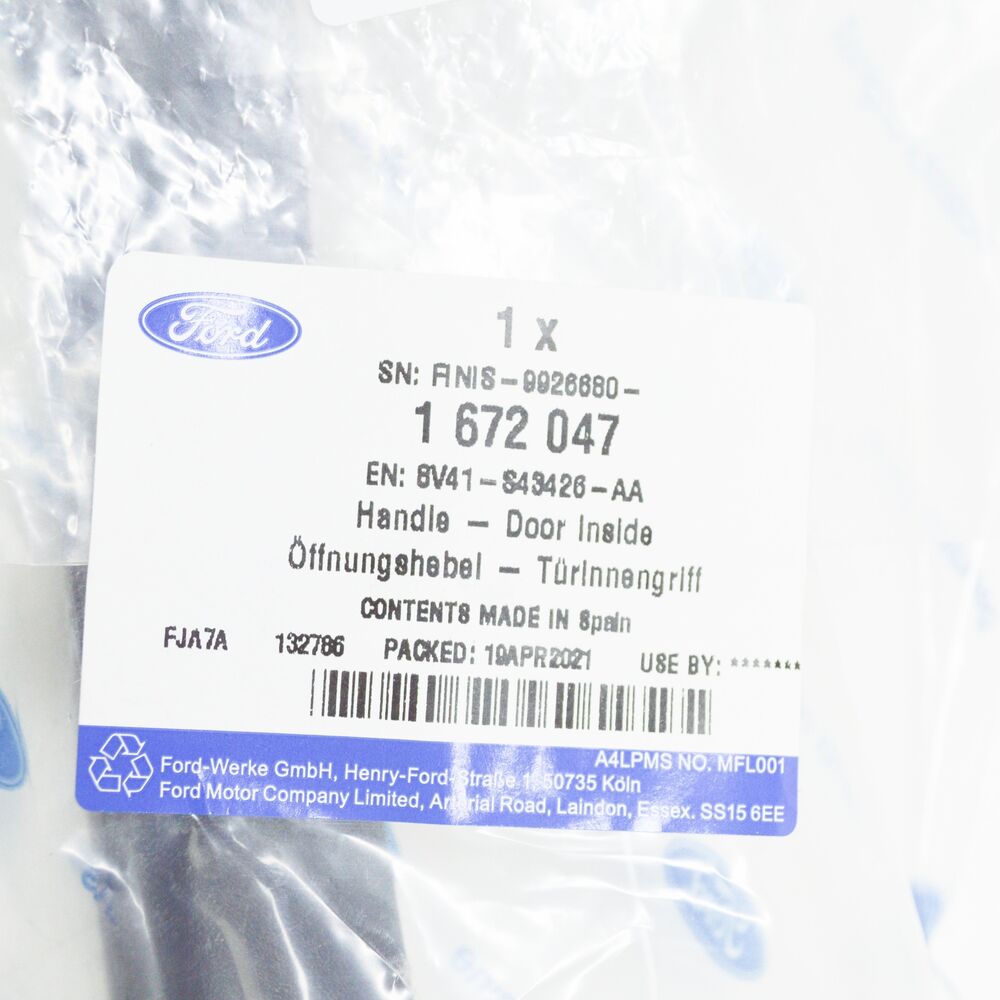 Ford
1 x
SN: FINIS-9926680-
1 672 047
EN: 8V41-S43426-AA
Handle - Door Inside
Öffnungshebel - Türinnengriff
CONTENTS MADE IN Spain
FJA7A 132786 PACKED: 19APR2021 USE BY: *******
A4LPMS NO. MFL001
Ford-Werke GmbH, Henry-Ford-Straße 1, 50735 Köln
Ford Motor Company Limited, Arterial Road, Laindon, Essex. SS15 6EE